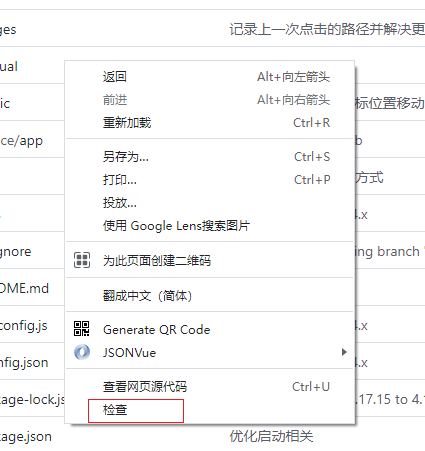 ges 记录上一次点击的路径并解决更
ual
返回 Alt+向左箭头
前进 Alt+向右箭头
ic 标位置移动
重新加载 Ctrl+R
ce/app b
另存为... Ctrl+S
打印... Ctrl+P
方式
投放...
使用 Google Lens搜索图片
4.x
gnore ing branch '
为此页面创建二维码
OME.md
翻成中文（简体）
config.js 4.x
Generate QR Code
JSONVue
nfig.json 4.x
查看网页源代码 Ctrl+U
kage-lock.js .17.15 to 4.1
检查
kage.json 优化启动相关